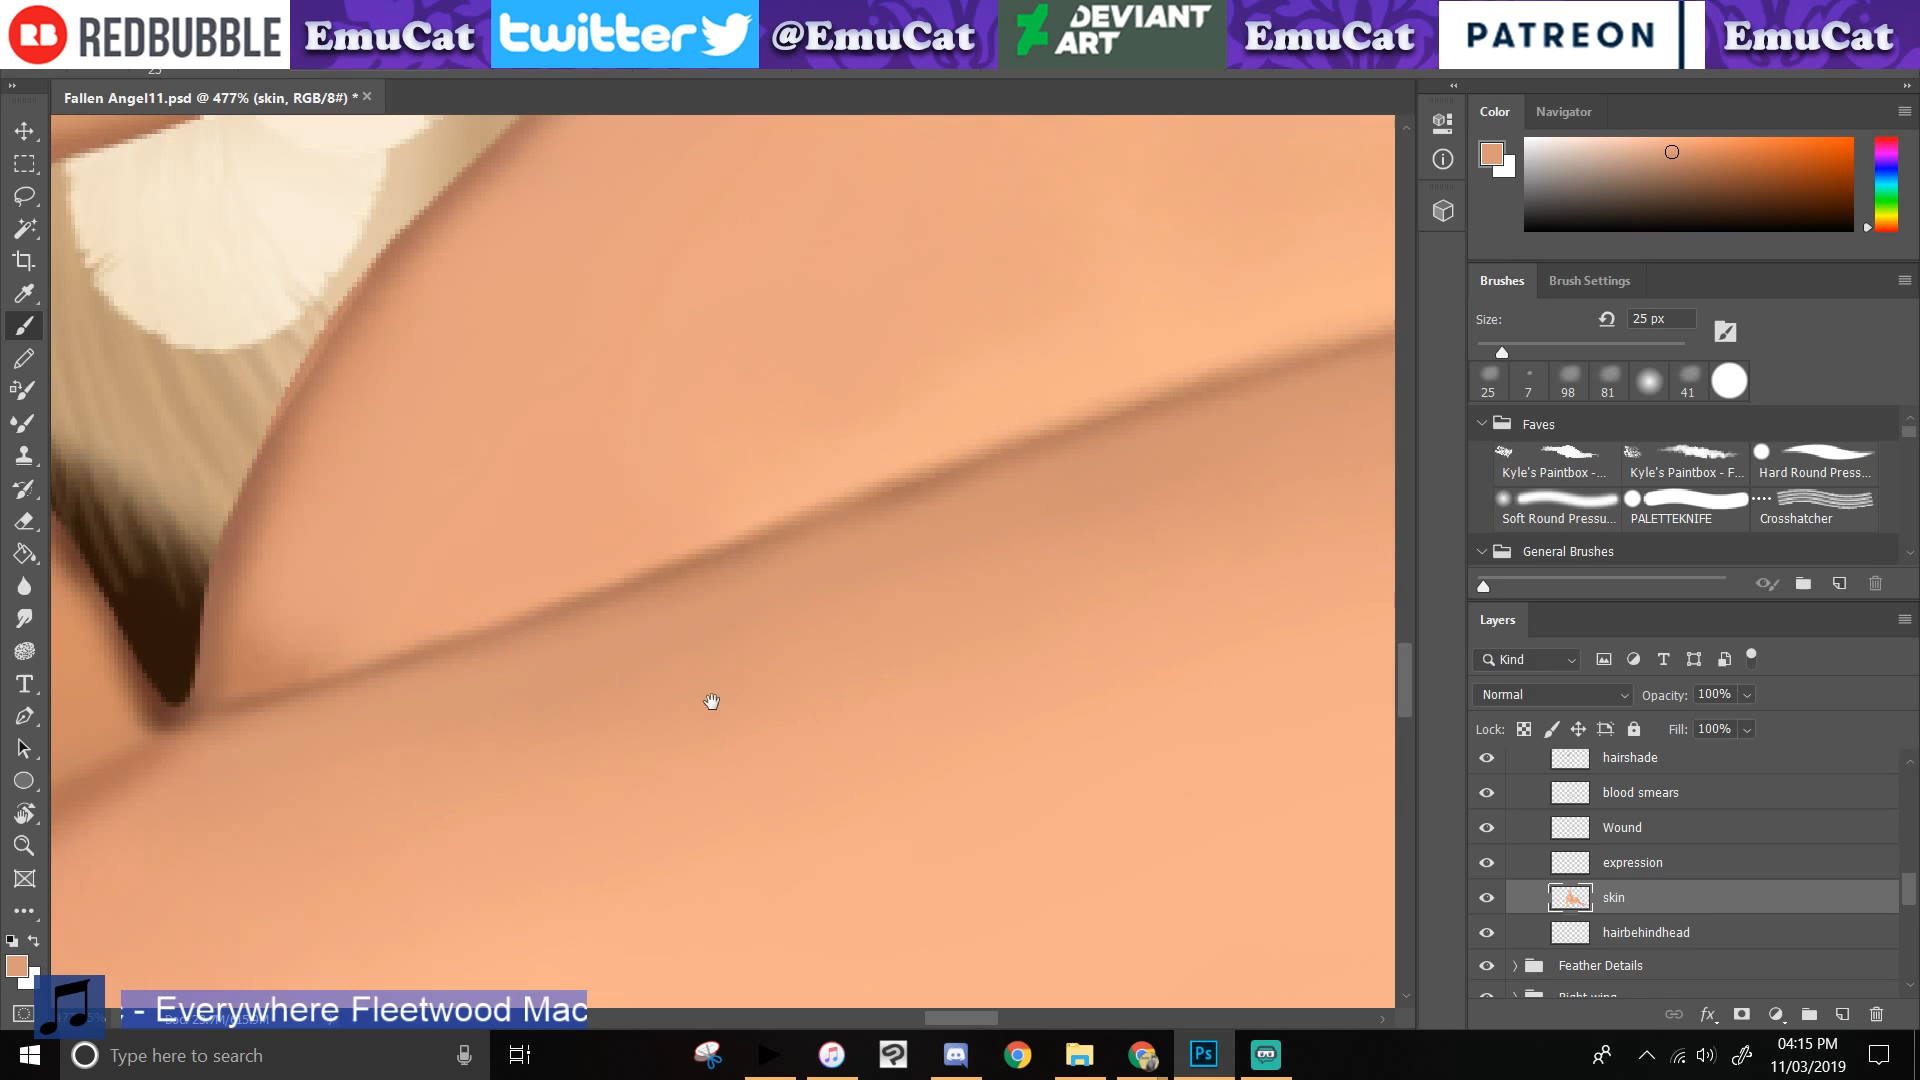 REDBUBBLE EmuCat twitter @EmuCat DEVIANT ART EmuCat PATREON EmuCat
25
Fallen Angel11.psd @ 477% (skin, RGB/8#) *
Color Navigator
Brushes Brush Settings
Size: 25 px
25 7 98 81 41
Faves
Kyle's Paintbox -... Kyle's Paintbox - F... Hard Round Press...
Soft Round Pressu... PALETTEKNIFE Crosshatcher
General Brushes
Layers
Kind
Normal Opacity: 100%
Lock: Fill: 100%
hairshade
blood smears
Wound
expression
skin
hairbehindhead
Feather Details
Right wing
- Everywhere Fleetwood Mac
Type here to search
04:15 PM
11/03/2019